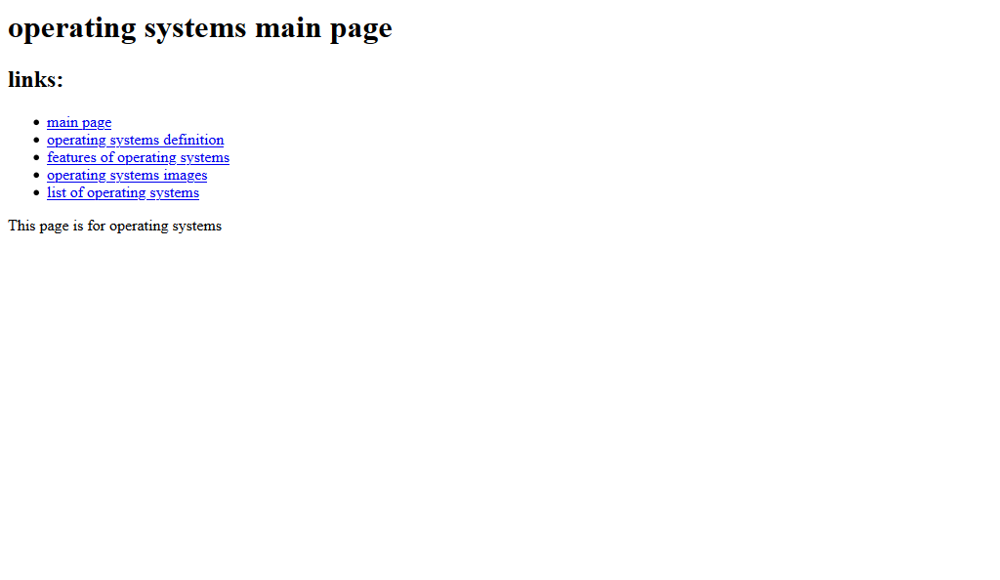 operating systems main page
links:
main page
operating systems definition
features of operating systems
operating systems images
list of operating systems
This page is for operating systems